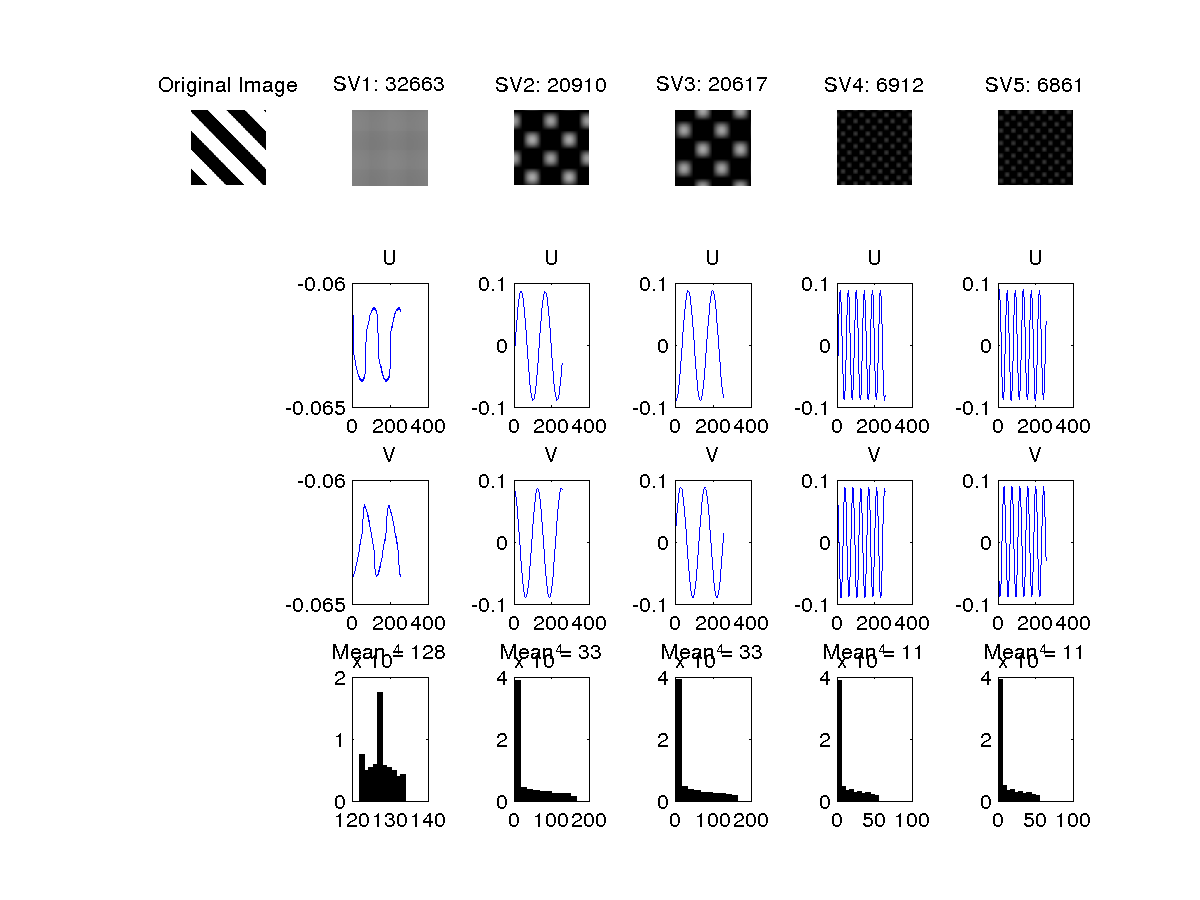 Original Image SV1: 32663 SV2: 20910 SV3: 20617 SV4: 6912 SV5: 6861
U U U U U
-0.06 0.1 0.1 0.1 0.1
0 0 0 0
-0.065 -0.1 -0.1 -0.1 -0.1
0 200 400 0 200 400 0 200 400 0 200 400 0 200 400
V V V V V
-0.06 0.1 0.1 0.1 0.1
0 0 0 0
-0.065 -0.1 -0.1 -0.1 -0.1
0 200 400 0 200 400 0 200 400 0 200 400 0 200 400
Mean = 128 Mean = 33 Mean = 33 Mean = 11 Mean = 11
x 10^4 x 10^4 x 10^4 x 10^4 x 10^4
2 4 4 4 4
1 2 2 2 2
0 0 0 0 0
120 130 140 0 100 200 0 100 200 0 50 100 0 50 100